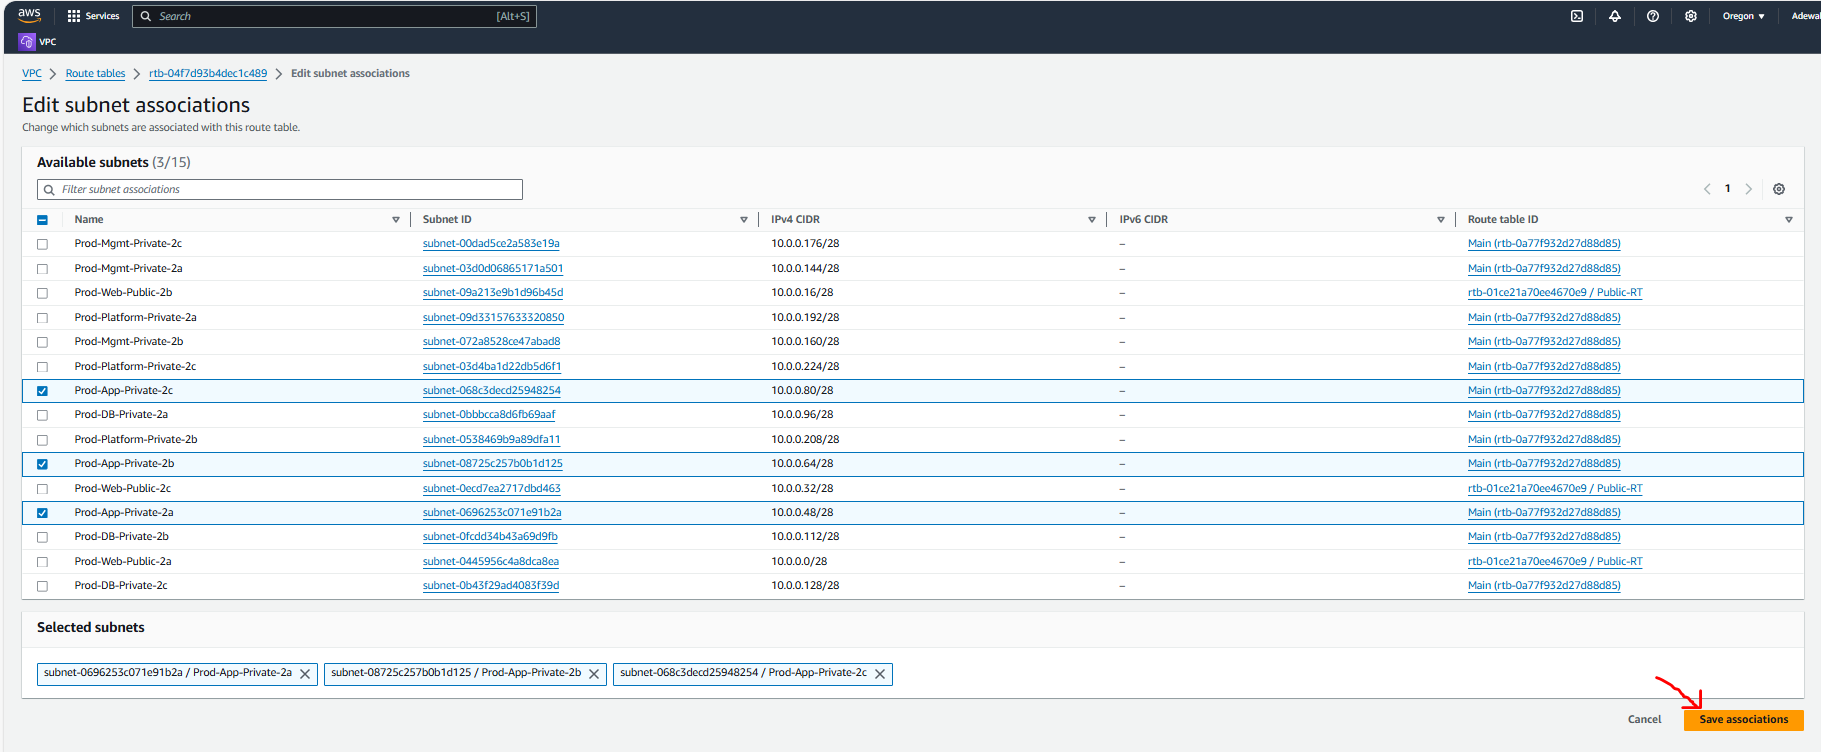 aws Services Search [Alt+S] Oregon ▼ Adewal
VPC
VPC > Route tables > rtb-04f7d93b4dec1c489 > Edit subnet associations
Edit subnet associations
Change which subnets are associated with this route table.
Available subnets (3/15)
Filter subnet associations
1
Name Subnet ID IPv4 CIDR IPv6 CIDR Route table ID
Prod-Mgmt-Private-2c subnet-00dad5ce2a583e19a 10.0.0.176/28 – Main (rtb-0a77f932d27d88d85)
Prod-Mgmt-Private-2a subnet-03d0d06865171a501 10.0.0.144/28 – Main (rtb-0a77f932d27d88d85)
Prod-Web-Public-2b subnet-09a213e9b1d96b45d 10.0.0.16/28 – rtb-01ce21a70ee4670e9 / Public-RT
Prod-Platform-Private-2a subnet-09d33157633320850 10.0.0.192/28 – Main (rtb-0a77f932d27d88d85)
Prod-Mgmt-Private-2b subnet-072a8528ce47abad8 10.0.0.160/28 – Main (rtb-0a77f932d27d88d85)
Prod-Platform-Private-2c subnet-03d4ba1d22db5d6f1 10.0.0.224/28 – Main (rtb-0a77f932d27d88d85)
Prod-App-Private-2c subnet-068c3decd25948254 10.0.0.80/28 – Main (rtb-0a77f932d27d88d85)
Prod-DB-Private-2a subnet-0bbbcca8d6fb69aaf 10.0.0.96/28 – Main (rtb-0a77f932d27d88d85)
Prod-Platform-Private-2b subnet-0538469b9a89dfa11 10.0.0.208/28 – Main (rtb-0a77f932d27d88d85)
Prod-App-Private-2b subnet-08725c257b0b1d125 10.0.0.64/28 – Main (rtb-0a77f932d27d88d85)
Prod-Web-Public-2c subnet-0ecd7ea2717dbd463 10.0.0.32/28 – rtb-01ce21a70ee4670e9 / Public-RT
Prod-App-Private-2a subnet-0696253c071e91b2a 10.0.0.48/28 – Main (rtb-0a77f932d27d88d85)
Prod-DB-Private-2b subnet-0fcdd34b43a69d9fb 10.0.0.112/28 – Main (rtb-0a77f932d27d88d85)
Prod-Web-Public-2a subnet-0445956c4a8dca8ea 10.0.0.0/28 – rtb-01ce21a70ee4670e9 / Public-RT
Prod-DB-Private-2c subnet-0b43f29ad4083f39d 10.0.0.128/28 – Main (rtb-0a77f932d27d88d85)
Selected subnets
subnet-0696253c071e91b2a / Prod-App-Private-2a subnet-08725c257b0b1d125 / Prod-App-Private-2b subnet-068c3decd25948254 / Prod-App-Private-2c
Cancel Save associations